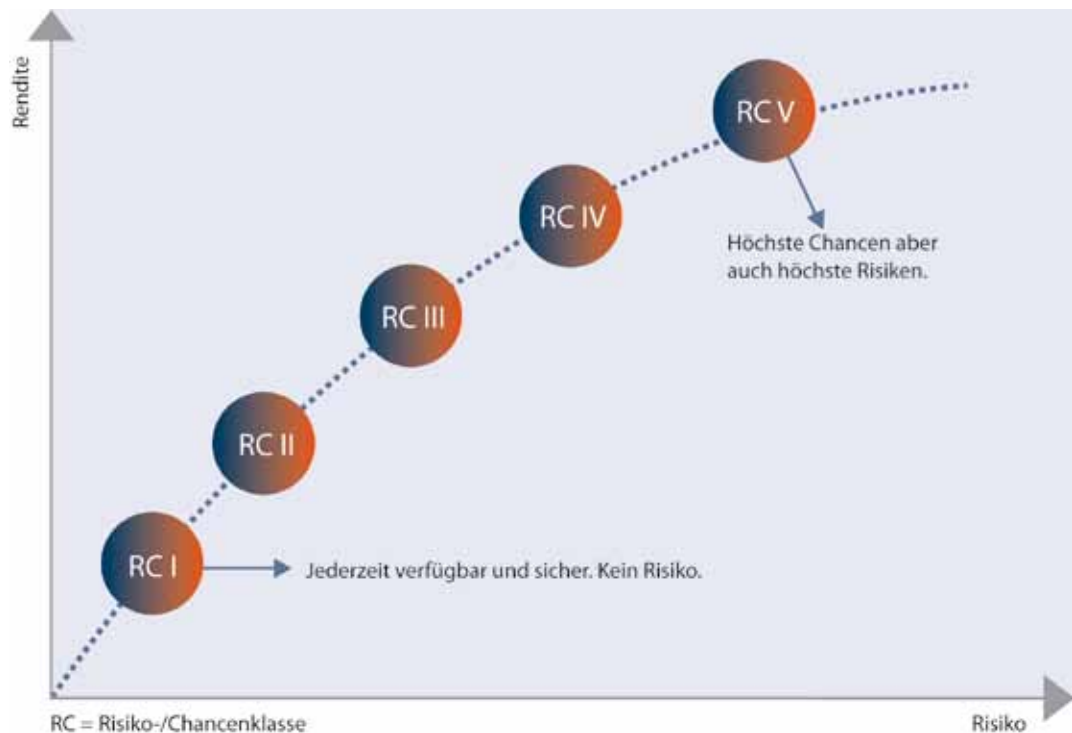 Rendite
RC V
RC IV
Höchste Chancen aber
auch höchste Risiken.
RC III
RC II
RC I
Jederzeit verfügbar und sicher. Kein Risiko.
RC = Risiko-/Chancenklasse
Risiko